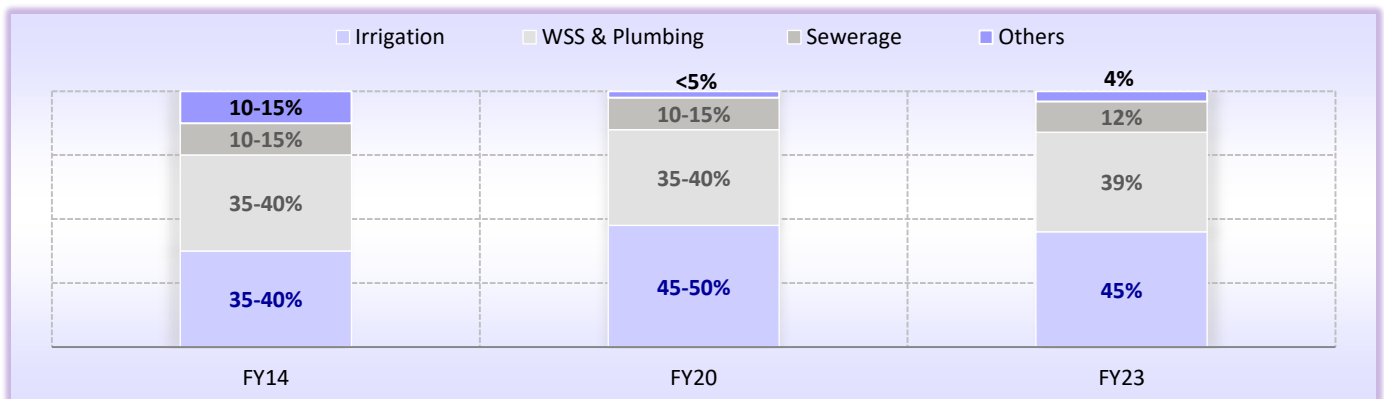 Irrigation WSS & Plumbing Sewerage Others
<5% 4%
10-15% 10-15% 12%
10-15%
35-40% 35-40% 39%
35-40% 45-50% 45%
FY14 FY20 FY23